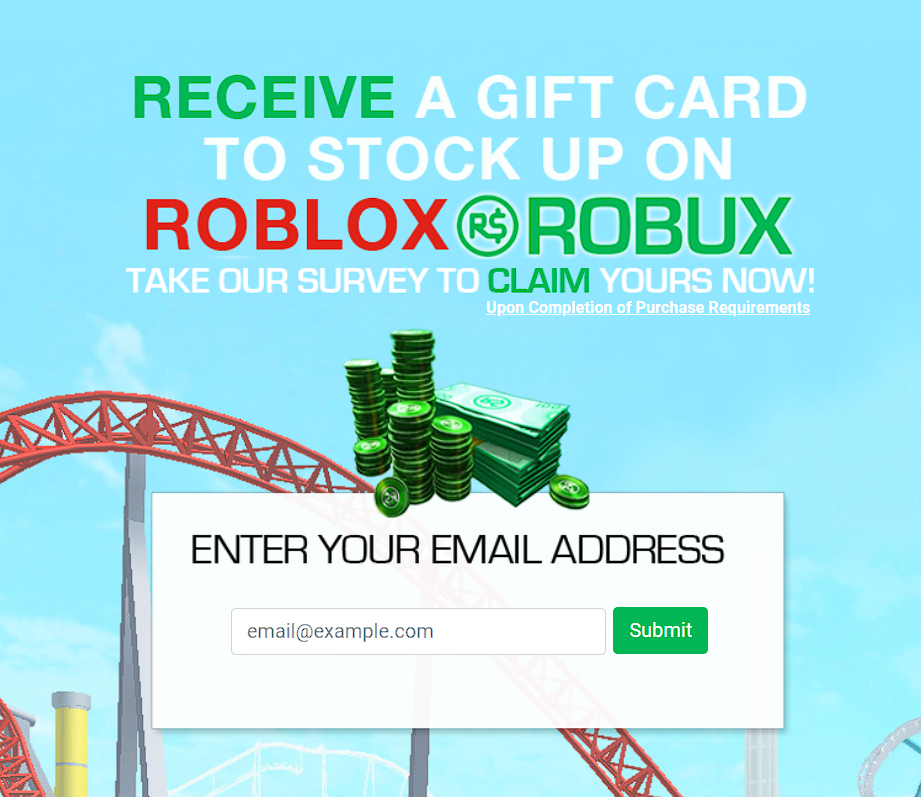 RECEIVE A GIFT CARD
TO STOCK UP ON
ROBLOX R$ ROBUX
TAKE OUR SURVEY TO CLAIM YOURS NOW!
Upon Completion of Purchase Requirements
ENTER YOUR EMAIL ADDRESS
email@example.com Submit